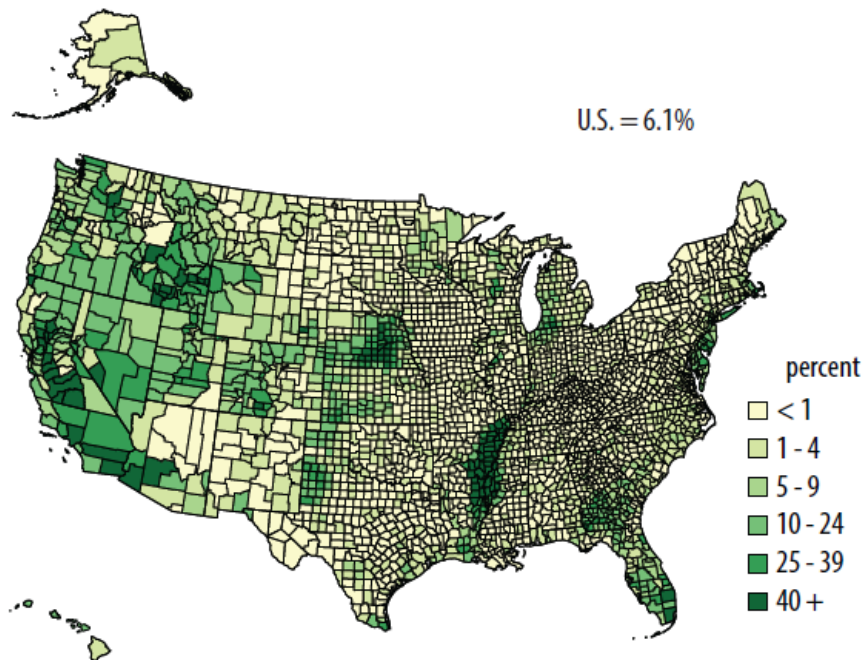 U.S. = 6.1%
percent
< 1
1 - 4
5 - 9
10 - 24
25 - 39
40 +